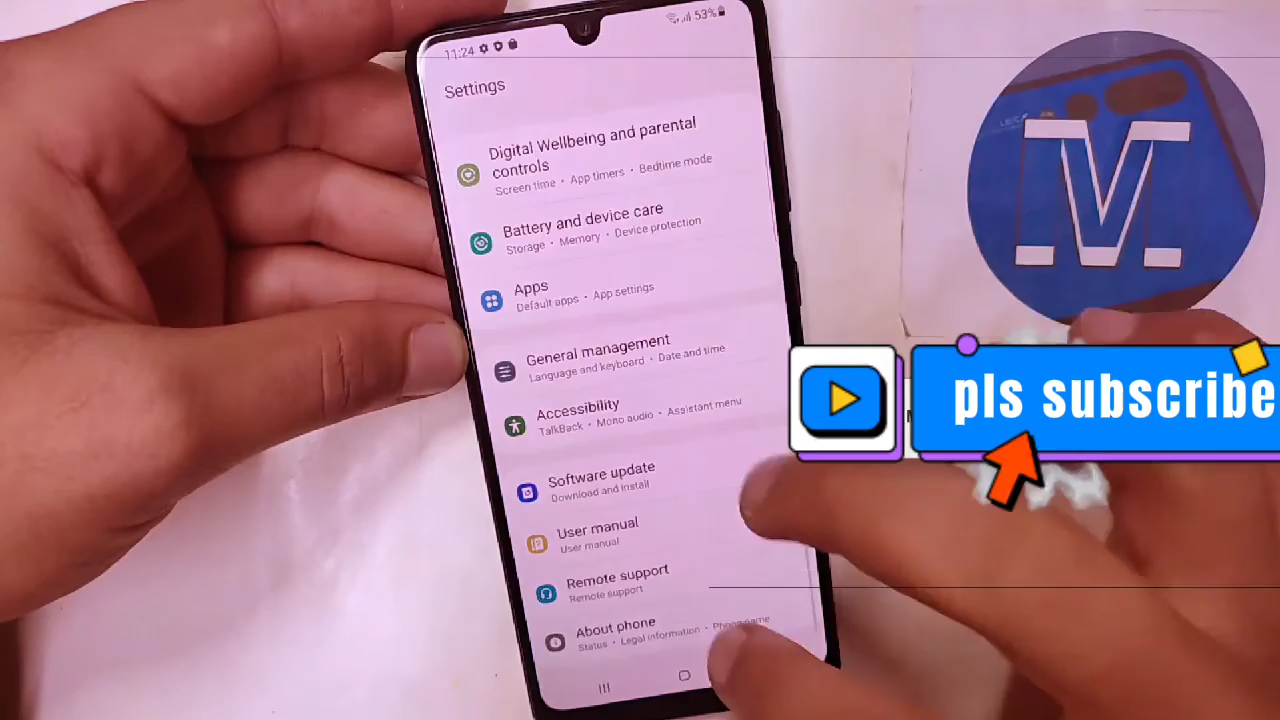 11:24
53%
Settings
Digital Wellbeing and parental
controls
Screen time • App timers • Bedtime mode
Battery and device care
Storage • Memory • Device protection
Apps
Default apps • App settings
General management
Language and keyboard • Date and time
Accessibility
TalkBack • Mono audio • Assistant menu
Software update
Download and install
User manual
User manual
Remote support
Remote support
About phone
Status • Legal information • Phone name
M
pls subscribe